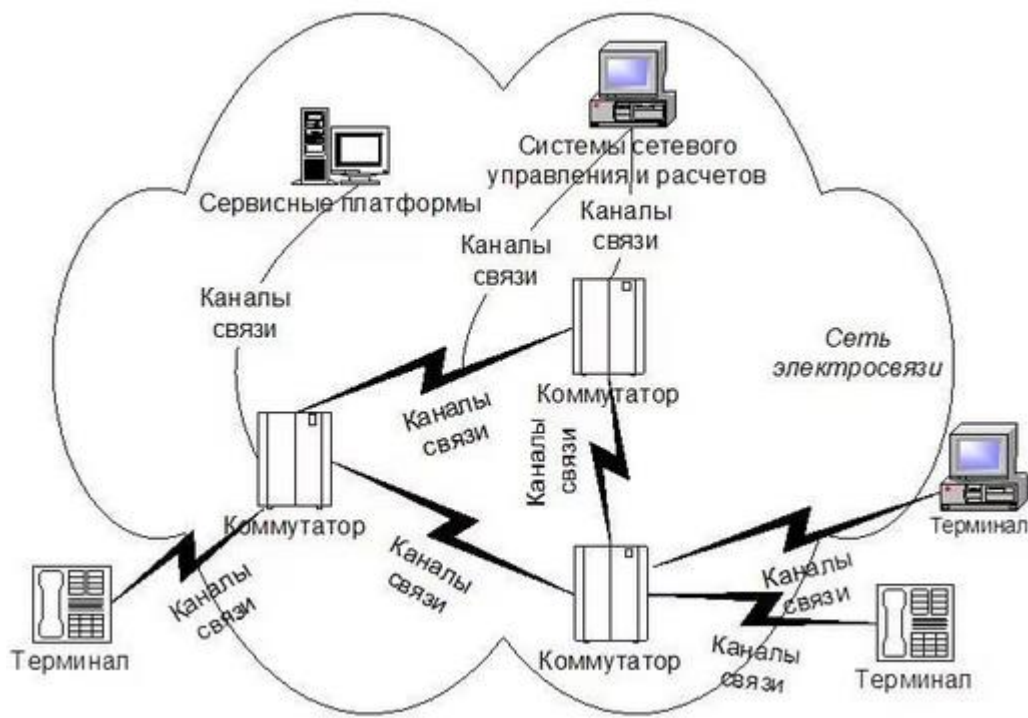 Системы сетевого
управления и расчетов
Сервисные платформы
Каналы
связи
Каналы
связи
Каналы
связи
Сеть
электросвязи
Коммутатор
Каналы
связи
Каналы
связи
Коммутатор
Терминал
Каналы
связи
Каналы
связи
Каналы
связи
Терминал
Коммутатор
Каналы
связи
Терминал